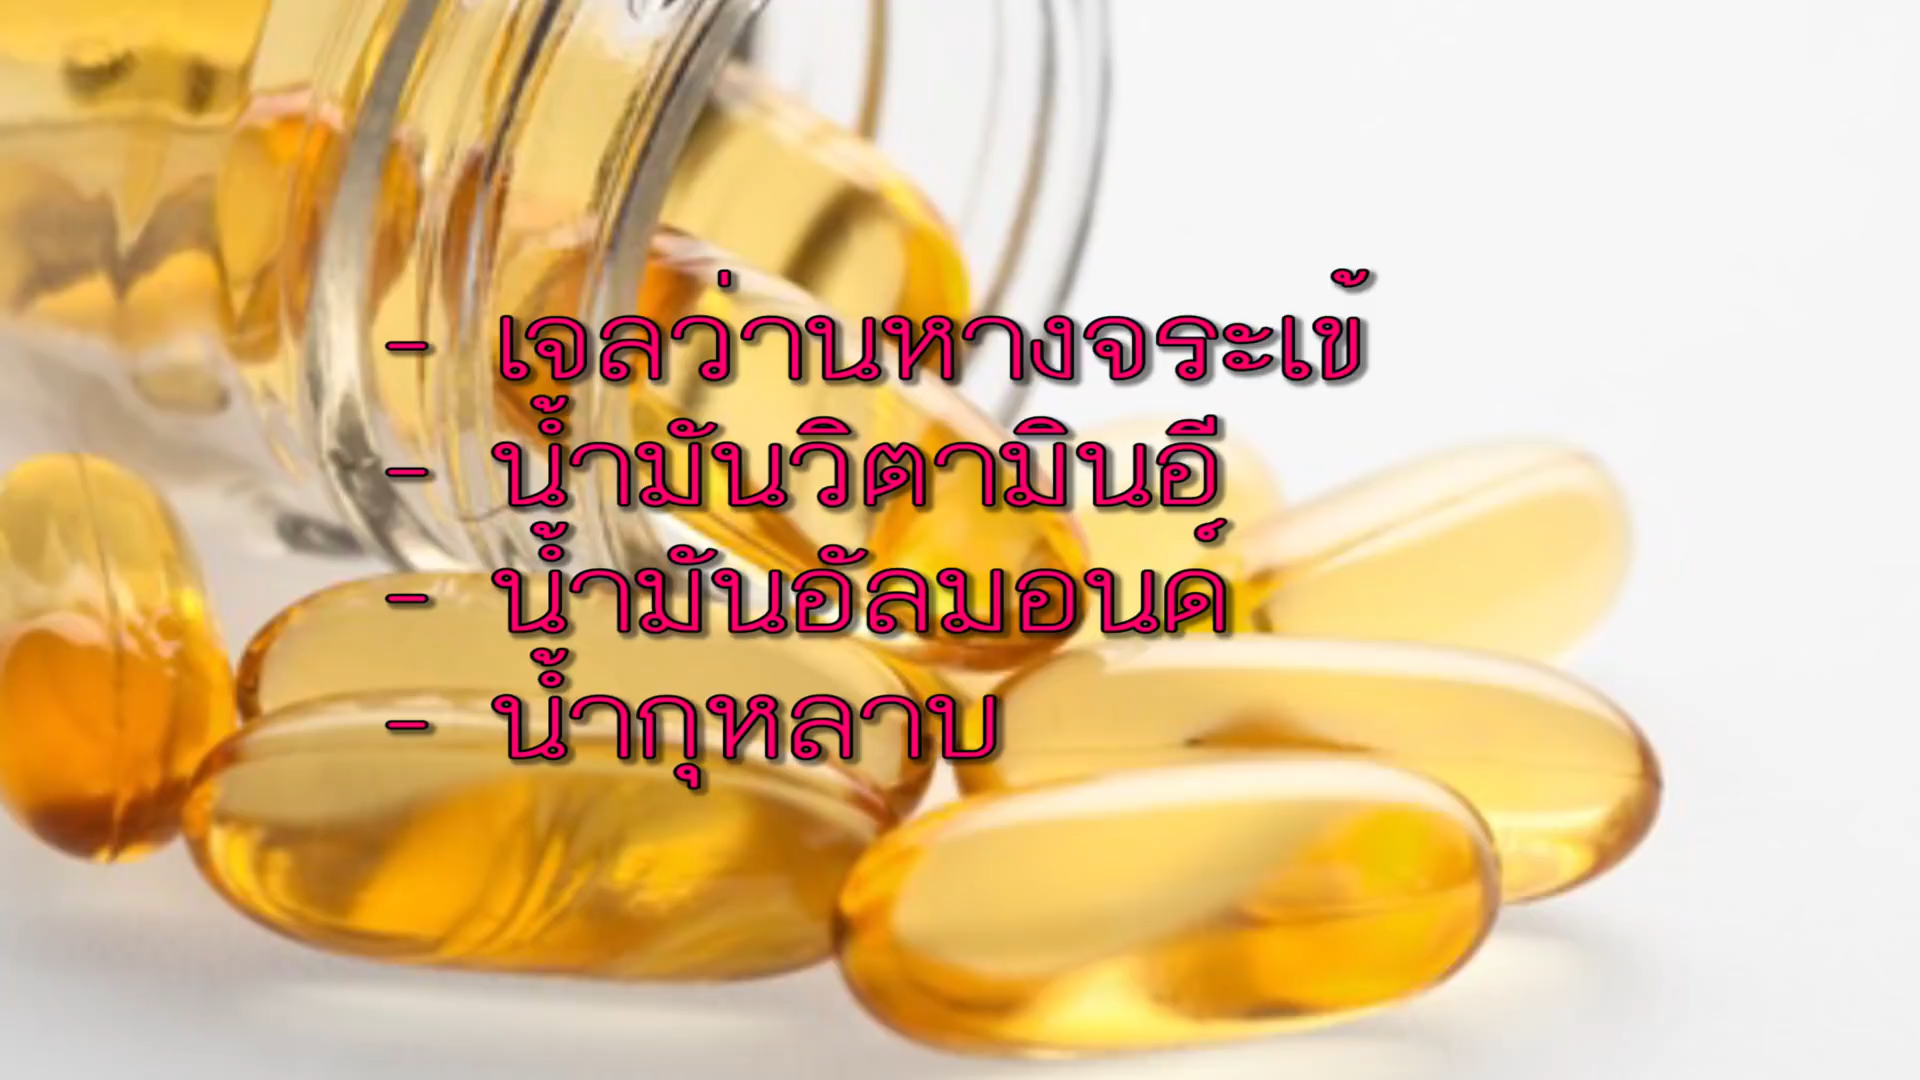 - เจลว่านหางจระเข้
- น้ำมันวิตามินอี
- น้ำมันอัลมอนด์
- น้ำกุหลาบ